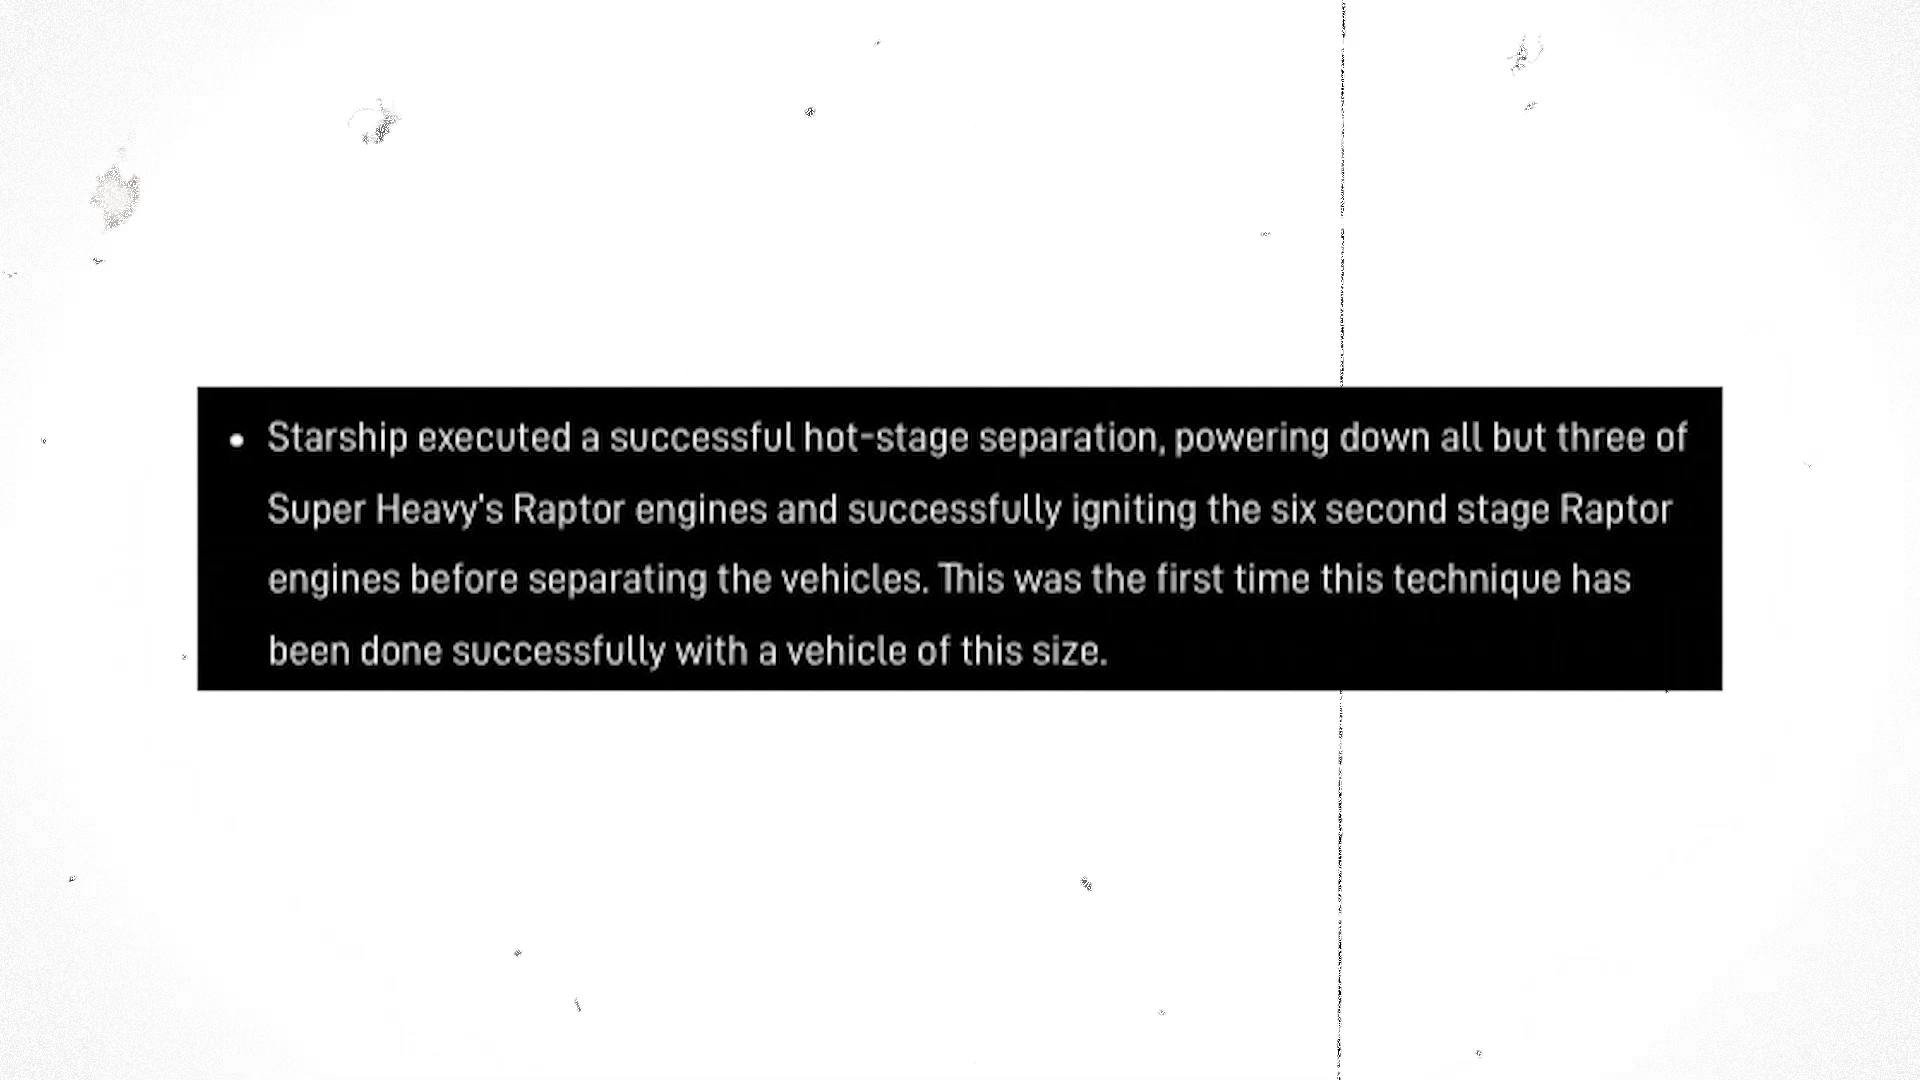 • Starship executed a successful hot-stage separation, powering down all but three of
Super Heavy's Raptor engines and successfully igniting the six second stage Raptor
engines before separating the vehicles. This was the first time this technique has
been done successfully with a vehicle of this size.